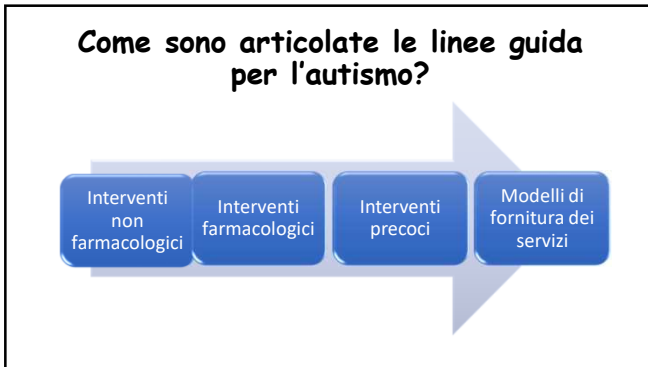 Come sono articolate le linee guida
per l'autismo?
Interventi
non
farmacologici
Interventi
farmacologici
Interventi
precoci
Modelli di
fornitura dei
servizi